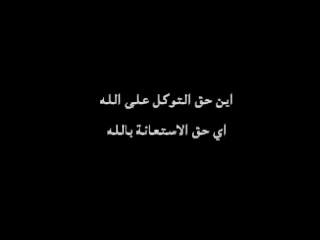 اين حق التوكل على الله
اي حق الاستعانة بالله